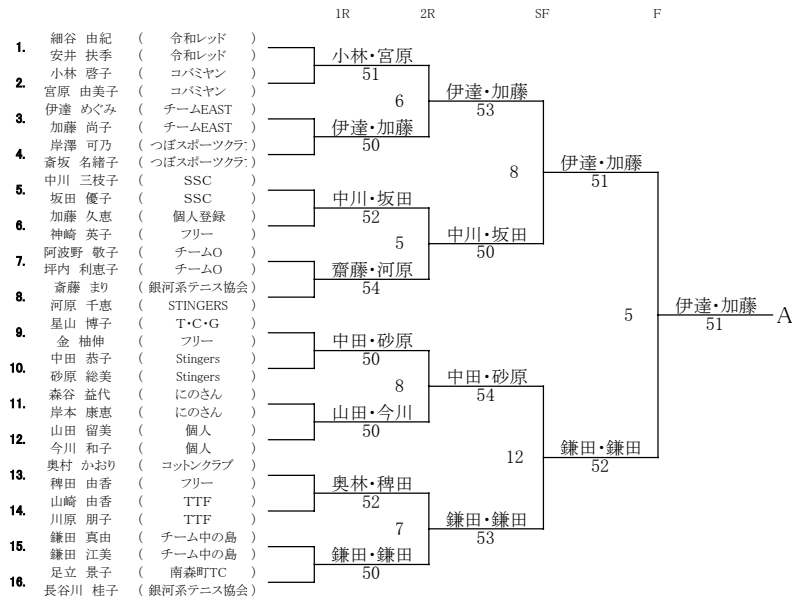 1R 2R SF F
1. 細谷 由紀 ( 令和レッド )
安井 扶季 ( 令和レッド )
2. 小林 啓子 ( コバミヤン )
宮原 由美子 ( コバミヤン )
3. 伊達 めぐみ ( チームEAST )
加藤 尚子 ( チームEAST )
4. 岸澤 可乃 ( つぼスポーツクラ:
斎坂 名緒子 ( つぼスポーツクラ:
5. 中川 三枝子 ( SSC )
坂田 優子 ( SSC )
6. 加藤 久恵 ( 個人登録 )
神崎 英子 ( フリー )
7. 阿波野 敬子 ( チームO )
坪内 利恵子 ( チームO )
8. 斎藤 まり ( 銀河系テニス協会 )
河原 千恵 ( STINGERS )
9. 星山 博子 ( T・C・G )
金 柚伸 ( フリー )
10. 中田 恭子 ( Stingers )
砂原 総美 ( Stingers )
11. 森谷 益代 ( にのさん )
岸本 康恵 ( にのさん )
12. 山田 留美 ( 個人 )
今川 和子 ( 個人 )
13. 奥村 かおり ( コットンクラブ )
稗田 由香 ( フリー )
14. 山崎 由香 ( TTF )
川原 朋子 ( TTF )
15. 鎌田 真由 ( チーム中の島 )
鎌田 江美 ( チーム中の島 )
16. 足立 景子 ( 南森町TC )
長谷川 桂子 ( 銀河系テニス協会 )
小林・宮原
51
6
伊達・加藤
50
中川・坂田
52
5
齋藤・河原
54
中田・砂原
50
8
山田・今川
50
奥林・稗田
52
7
鎌田・鎌田
50
伊達・加藤
53
8
中川・坂田
50
中田・砂原
54
12
鎌田・鎌田
53
伊達・加藤
51
5
鎌田・鎌田
52
伊達・加藤
51
A